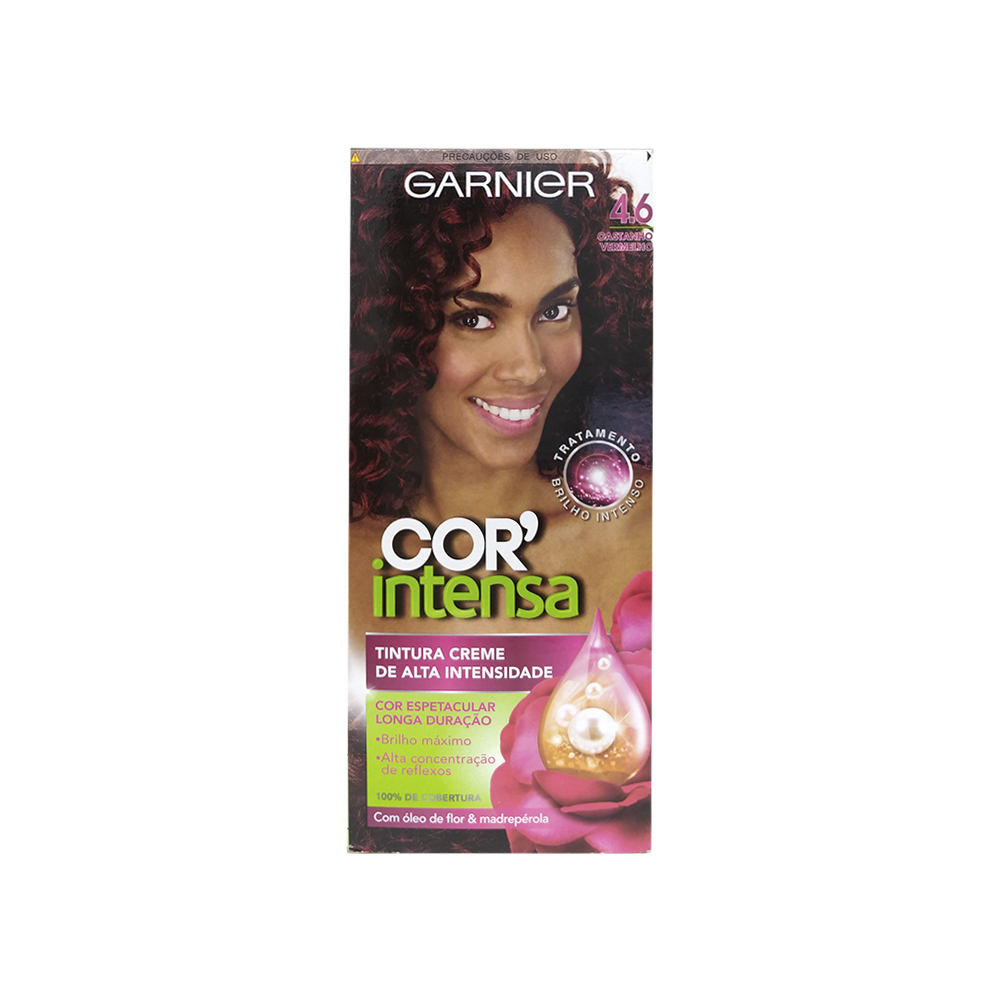 PRECAUÇÕES DE USO
GARNIER
4.6
CASTANHO
VERMELHO
TRATAMENTO
BRILHO INTENSO
COR'
intensa
TINTURA CREME
DE ALTA INTENSIDADE
COR ESPETACULAR
LONGA DURAÇÃO
•Brilho máximo
•Alta concentração
de reflexos
100% DE COBERTURA
Com óleo de flor & madrepérola